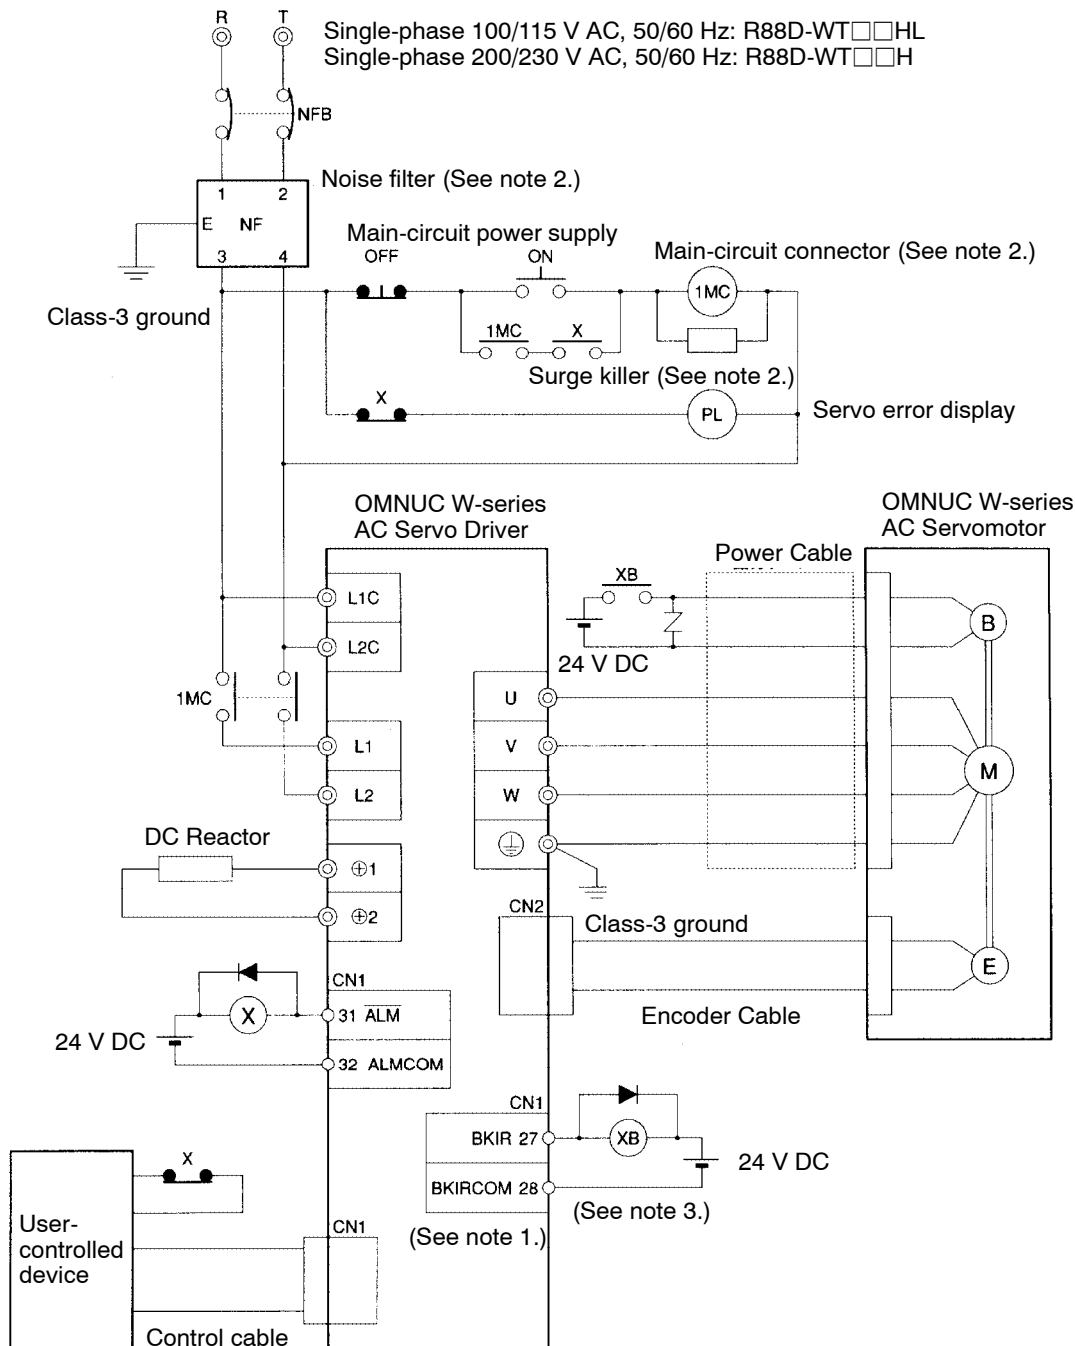 R T
Single-phase 100/115 V AC, 50/60 Hz: R88D-WT□□HL
Single-phase 200/230 V AC, 50/60 Hz: R88D-WT□□H
NFB
Noise filter (See note 2.)
1 2
E NF
3 4
Main-circuit power supply
OFF ON
Main-circuit connector (See note 2.)
1MC
Class-3 ground
1MC X
Surge killer (See note 2.)
X
PL
Servo error display
OMNUC W-series
AC Servo Driver
OMNUC W-series
AC Servomotor
Power Cable
XB
L1C
B
L2C
24 V DC
1MC
U
L1
V
M
L2
W
DC Reactor
⊕1
⊕2
CN2
Class-3 ground
E
Encoder Cable
CN1
X
31 ALM
24 V DC
32 ALMCOM
CN1
BKIR 27
XB
24 V DC
BKIRCOM 28
(See note 3.)
(See note 1.)
X
User-
controlled
device
CN1
Control cable